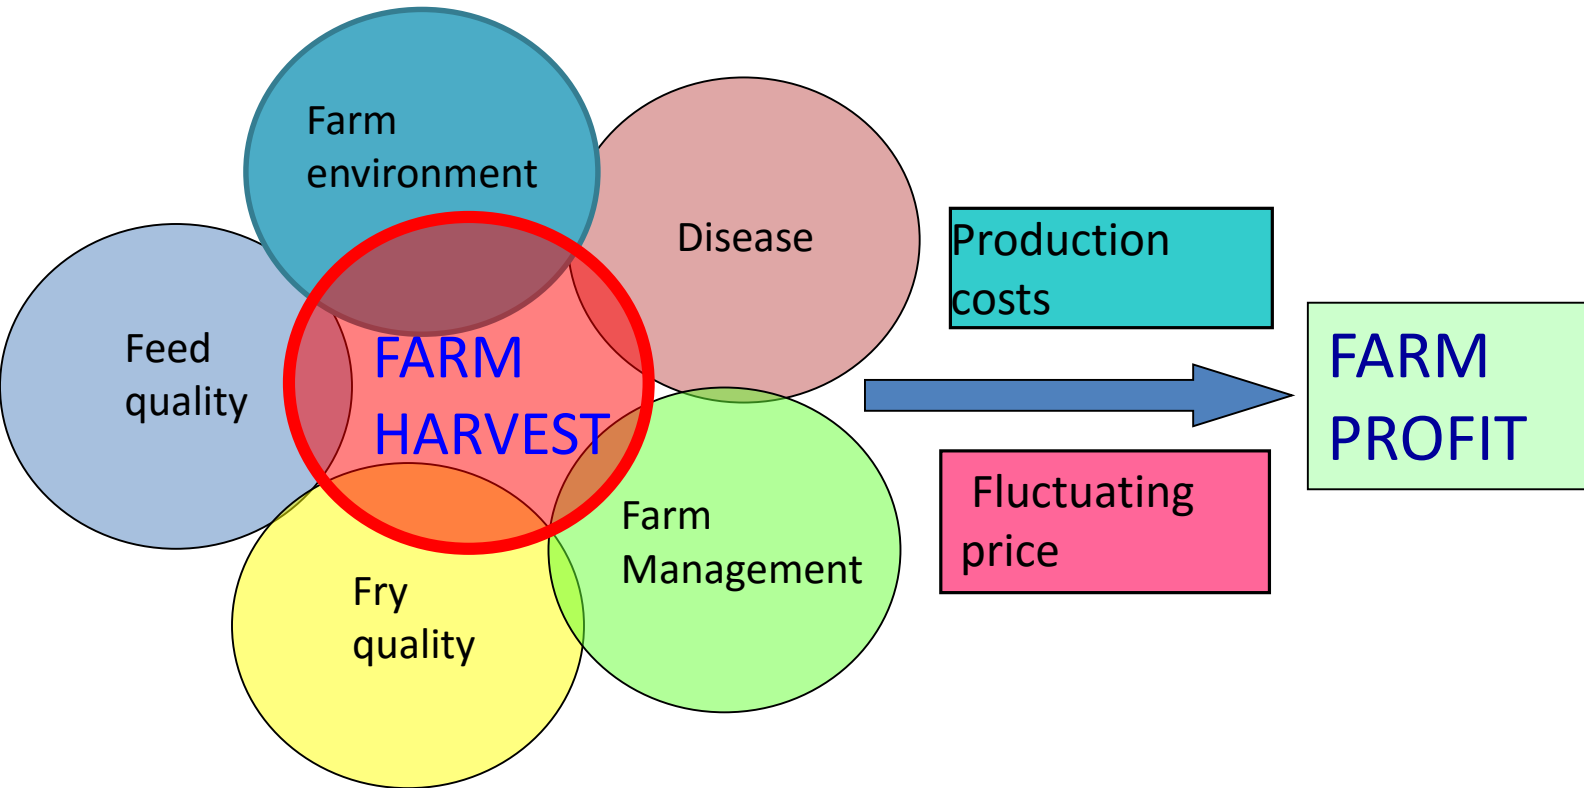 Farm
environment
Disease
Feed
quality
FARM
HARVEST
Farm
Management
Fry
quality
Production
costs
Fluctuating
price
FARM
PROFIT